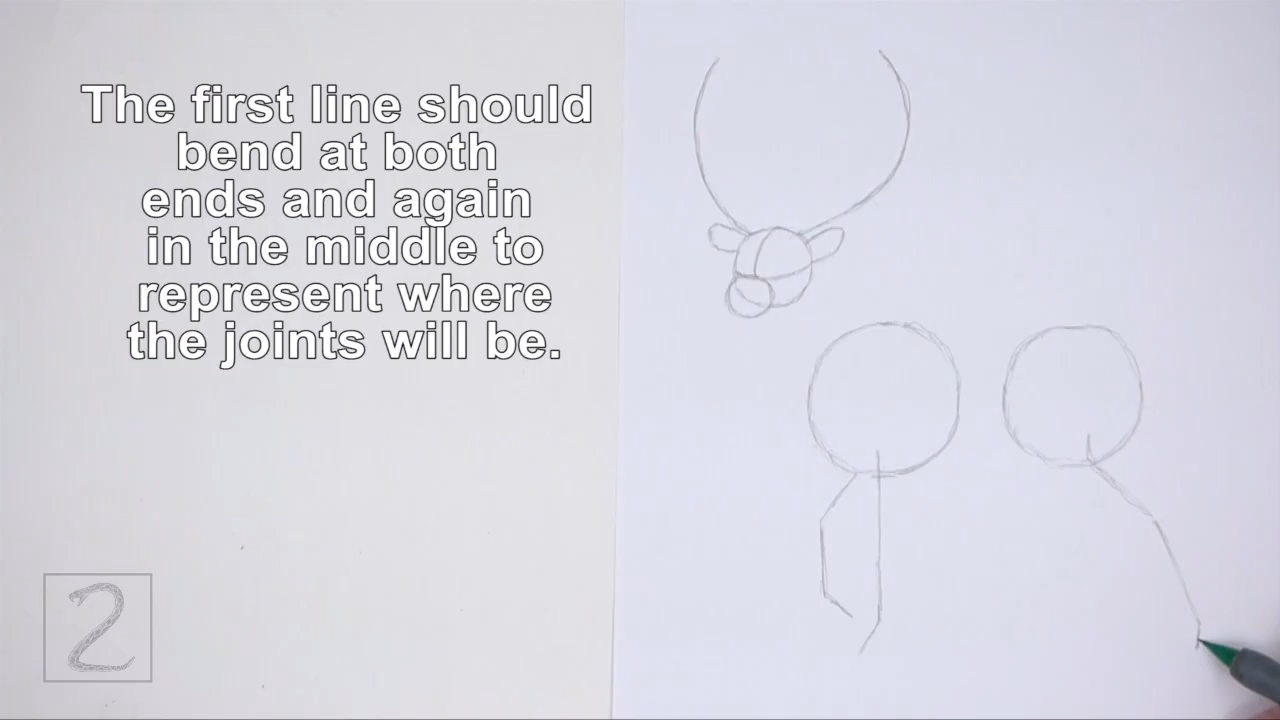 The first line should
bend at both
ends and again
in the middle to
represent where
the joints will be.
2